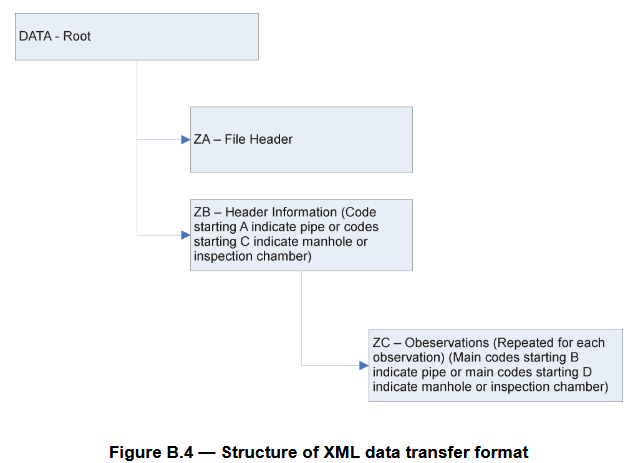 DATA - Root
ZA – File Header
ZB – Header Information (Code
starting A indicate pipe or codes
starting C indicate manhole or
inspection chamber)
ZC – Obeservations (Repeated for each
observation) (Main codes starting B
indicate pipe or main codes starting D
indicate manhole or inspection chamber)
Figure B.4 — Structure of XML data transfer format